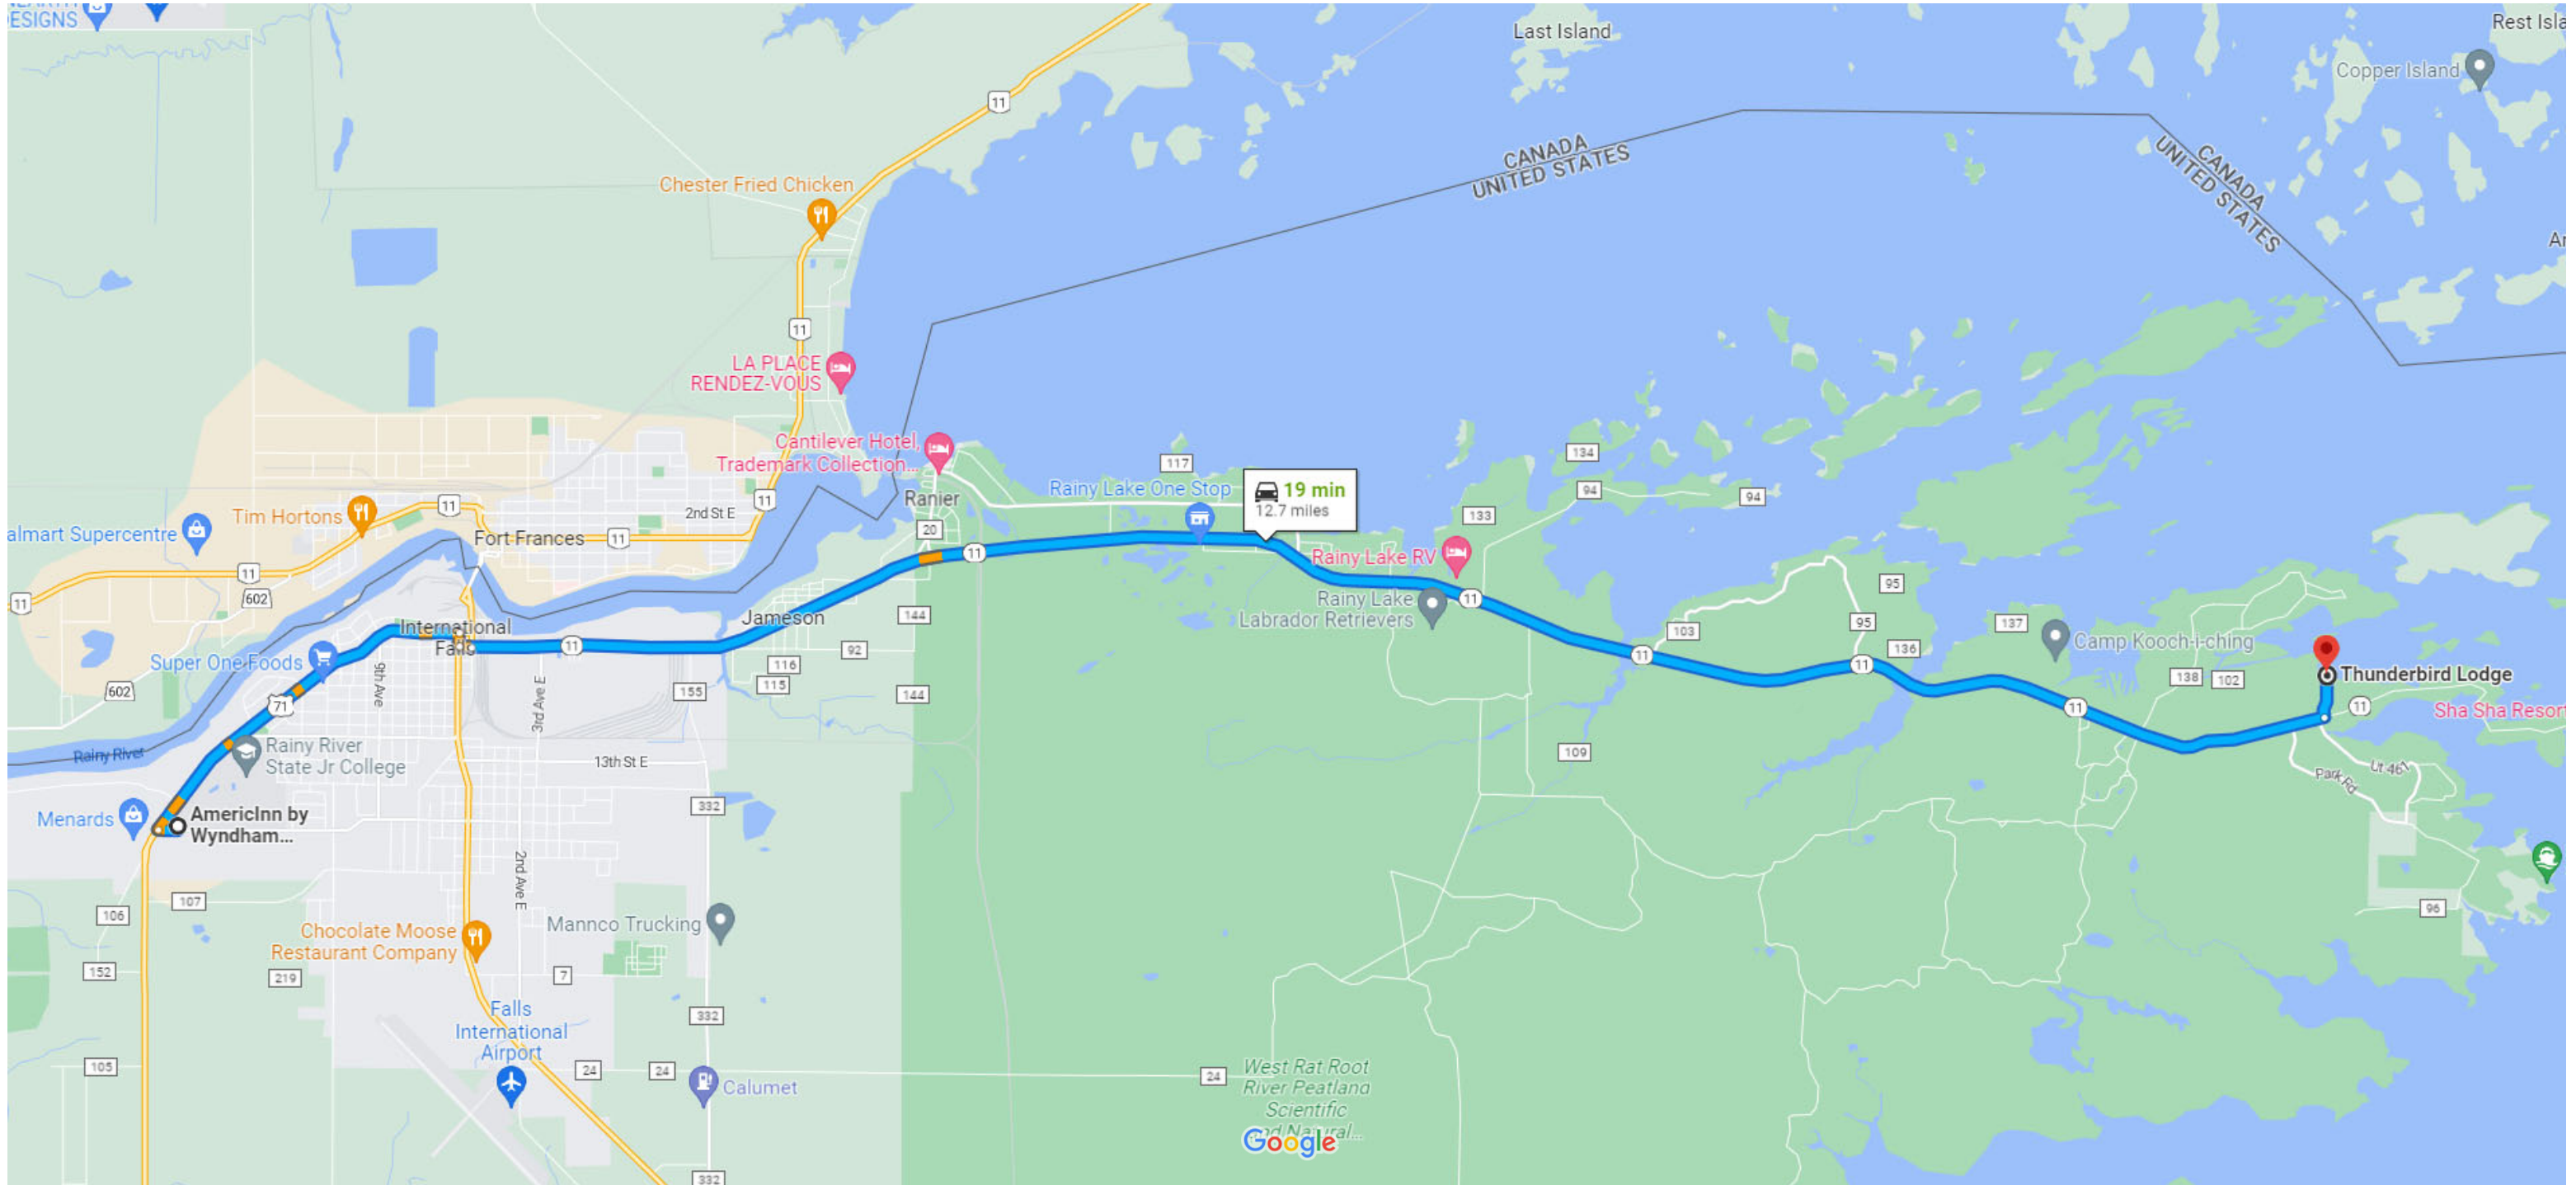 ESIGNS
Last Island
Rest Isla
Copper Island
11
CANADA
UNITED STATES
CANADA
UNITED STATES
Chester Fried Chicken
11
LA PLACE
RENDEZ-VOUS
Cantilever Hotel,
Trademark Collection...
Ranier
117
Rainy Lake One Stop
19 min
12.7 miles
134
94
94
133
11
Tim Hortons
2nd St E
11
20
almart Supercentre
Fort Frances
11
11
Rainy Lake RV
11
602
11
Rainy Lake
Labrador Retrievers
11
95
95
Jameson
144
103
137
136
Camp Kooch-i-ching
International
Falls
11
92
11
11
Super One Foods
9th Ave
116
115
155
144
138
102
Thunderbird Lodge
602
71
3rd Ave E
11
11
Sha Sha Resort
Rainy River
Rainy River
State Jr College
13th St E
109
Park Rd
Ut 461
Menards
AmericInn by
Wyndham...
332
2nd Ave E
107
106
96
Chocolate Moose
Restaurant Company
Mannco Trucking
152
219
7
Falls
International
Airport
332
105
24
24
Calumet
24
West Rat Root
River Peatland
Scientific
and Natural...
Google
332